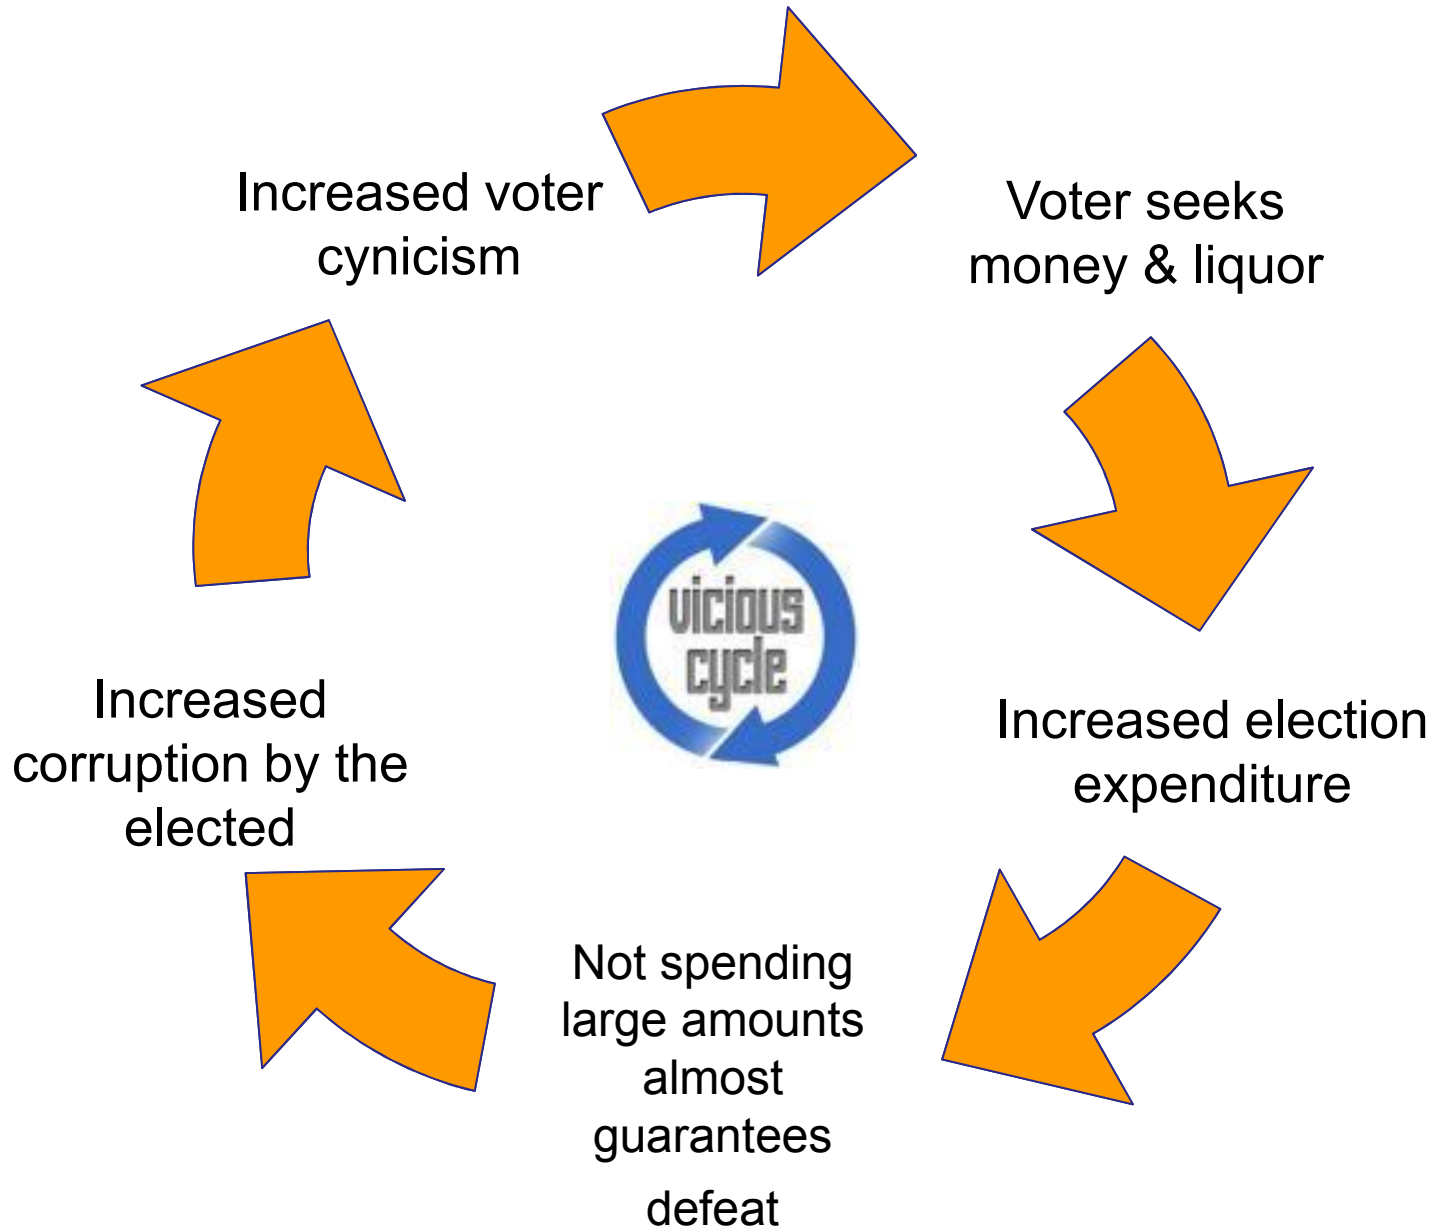 Increased voter
cynicism
Voter seeks
money & liquor
vicious
cycle
Increased
corruption by the
elected
Increased election
expenditure
Not spending
large amounts
almost
guarantees
defeat